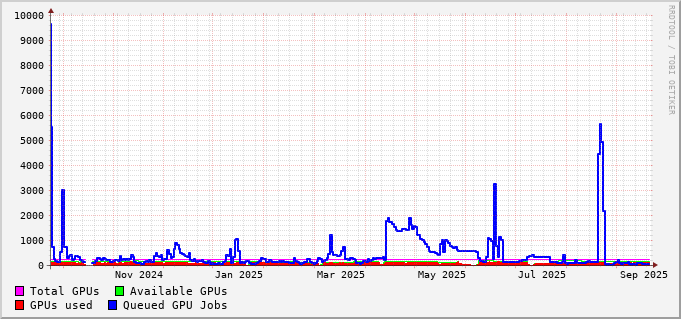 10000
9000
8000
7000
6000
5000
4000
3000
2000
1000
0
Nov 2024 Jan 2025 Mar 2025 May 2025 Jul 2025 Sep 2025
Total GPUs Available GPUs
GPUs used Queued GPU Jobs
RRDTOOL / TOBI OETIKER